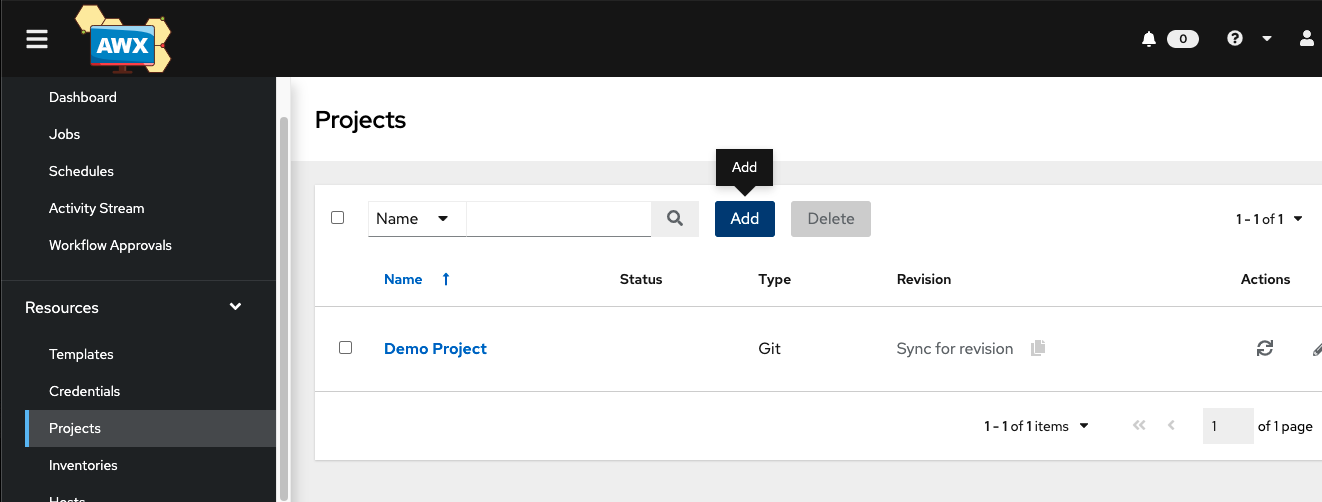 AWX
0
Dashboard
Jobs
Schedules
Activity Stream
Workflow Approvals
Resources
Templates
Credentials
Projects
Inventories
Hosts
Projects
Add
Name
Add
Delete
1 - 1 of 1
Name Status Type Revision Actions
Demo Project Git Sync for revision
1 - 1 of 1 items
1 of 1 page